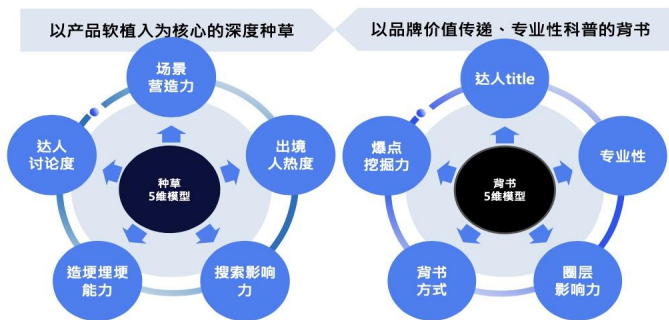 以产品软植入为核心的深度种草
以品牌价值传递、专业性科普的背书
场景
营造力
达人
讨论度
出境
人热度
种草
5维模型
造梗埋梗
能力
搜索影响
力
达人title
爆点
挖掘力
专业性
背书
5维模型
背书
方式
圈层
影响力